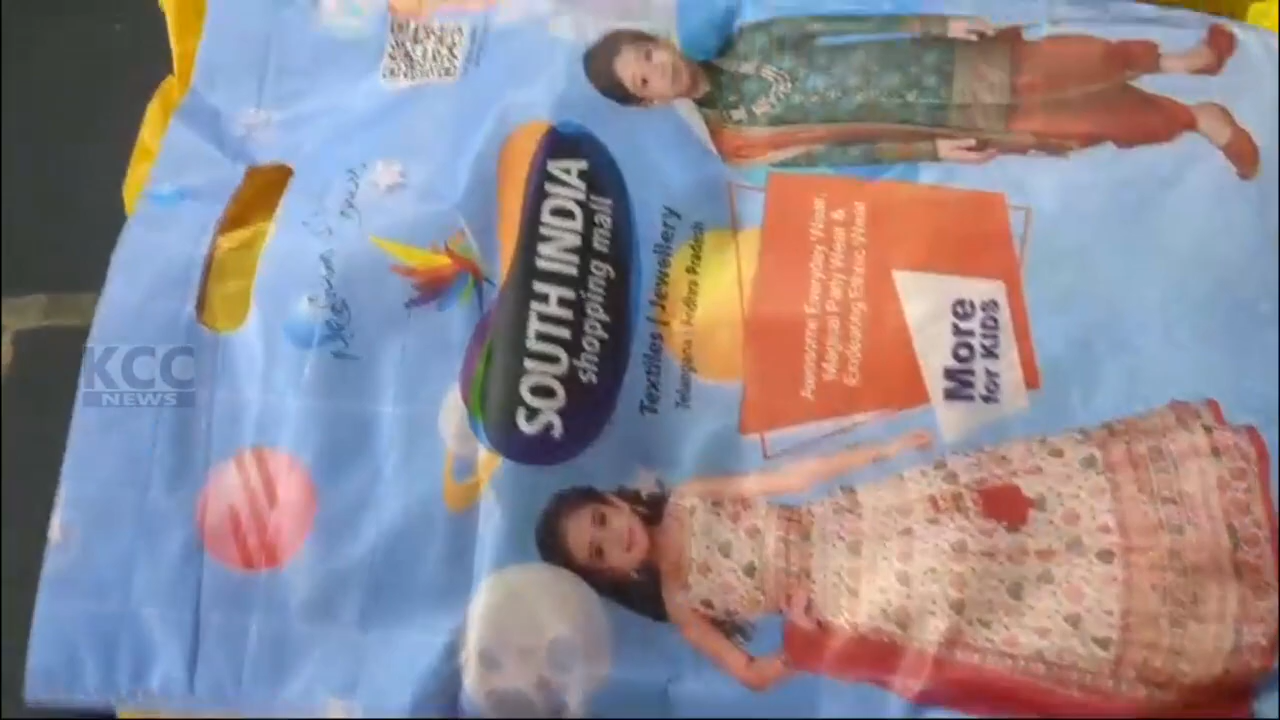 SOUTH INDIA
shopping mall
Textiles | Jewellery
Telangana | Andhra Pradesh
Awesome Everyday Wear,
Magical Party Wear &
Endearing Ethnic Wear
More
for KIDS
KCC
NEWS